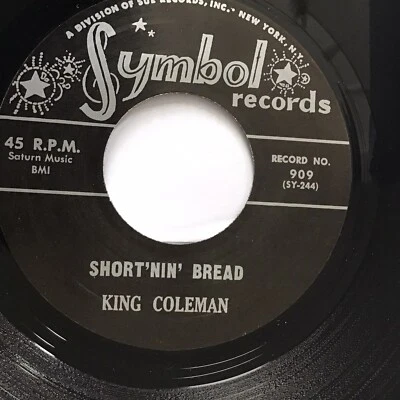 A DIVISION OF SUE RECORDS, INC. - NEW YORK, N.Y.
Symbol
records
45 R.P.M.
Saturn Music
BMI
RECORD NO.
909
(SY-244)
SHORT'NIN' BREAD
KING COLEMAN